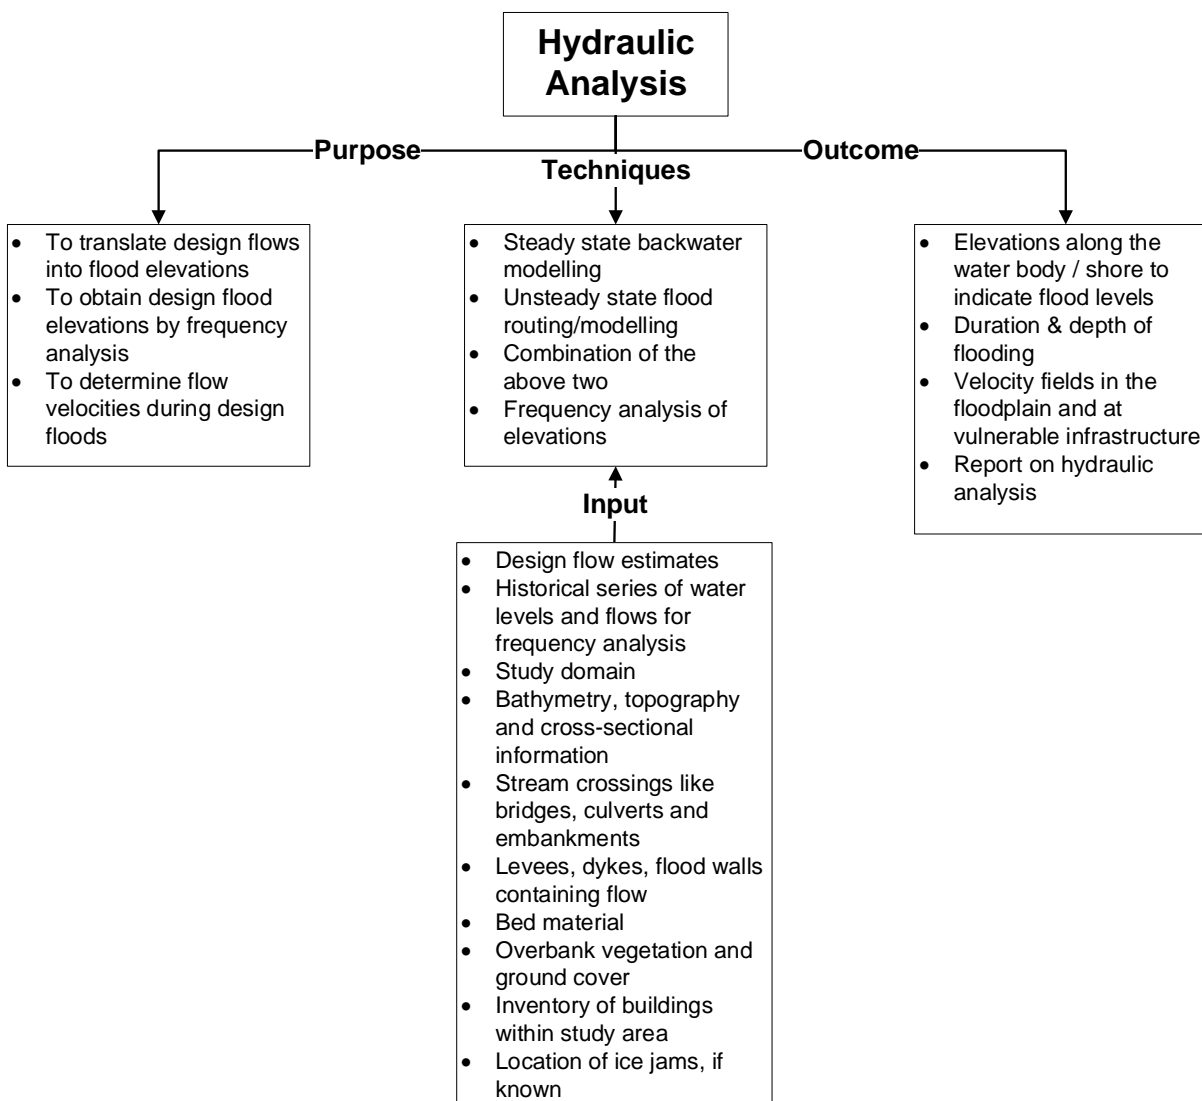 Hydraulic
Analysis
Purpose
Techniques
Outcome
• To translate design flows
into flood elevations
• To obtain design flood
elevations by frequency
analysis
• To determine flow
velocities during design
floods
• Steady state backwater
modelling
• Unsteady state flood
routing/modelling
• Combination of the
above two
• Frequency analysis of
elevations
• Elevations along the
water body / shore to
indicate flood levels
• Duration & depth of
flooding
• Velocity fields in the
floodplain and at
vulnerable infrastructure
• Report on hydraulic
analysis
Input
• Design flow estimates
• Historical series of water
levels and flows for
frequency analysis
• Study domain
• Bathymetry, topography
and cross-sectional
information
• Stream crossings like
bridges, culverts and
embankments
• Levees, dykes, flood walls
containing flow
• Bed material
• Overbank vegetation and
ground cover
• Inventory of buildings
within study area
• Location of ice jams, if
known